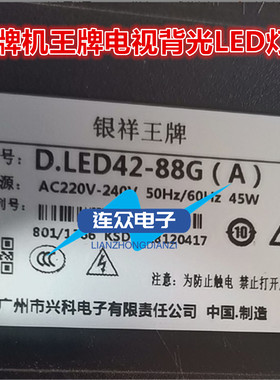 牌机王牌电视背光LED灯
银祥王牌
号: D.LED42-88G（A）
源: AC220V-240V 50Hz/60Hz 45W
连众电子
LIANZHONGDIANZI
KSD
8120417
10
注意: 为防止触电 禁止打开
广州市兴科电子有限责任公司 中国.制造